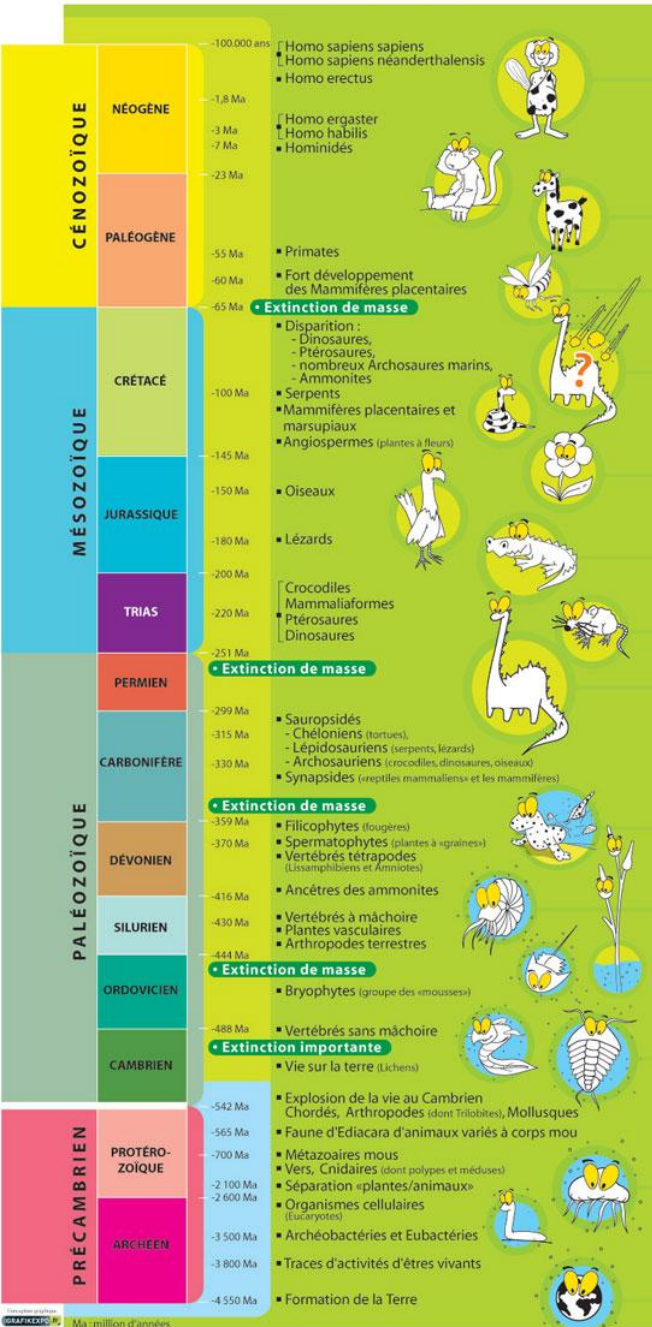 CÉNOZOÏQUE
NÉOGÈNE
-100.000 ans
Homo sapiens sapiens
Homo sapiens néanderthalensis
Homo erectus
-1,8 Ma
Homo ergaster
-3 Ma
Homo habilis
-7 Ma
Hominidés
-23 Ma
PALÉOGÈNE
-55 Ma
Primates
-60 Ma
Fort développement
des Mammifères placentaires
-65 Ma
• Extinction de masse
MÉSOZOÏQUE
CRÉTACÉ
Disparition :
- Dinosaures,
- Ptérosaures,
- nombreux Archosaures marins,
- Ammonites
?
-100 Ma
Serpents
Mammifères placentaires et
marsupiaux
Angiospermes (plantes à fleurs)
-145 Ma
JURASSIQUE
-150 Ma
Oiseaux
-180 Ma
Lézards
-200 Ma
TRIAS
Crocodiles
Mammaliaformes
-220 Ma
Ptérosaures
Dinosaures
-251 Ma
• Extinction de masse
PALÉOZOÏQUE
PERMIEN
-299 Ma
CARBONIFÈRE
Sauropsidés
-315 Ma
- Chéloniens (tortues),
- Lépidosauriens (serpents, lézards)
-330 Ma
- Archosauriens (crocodiles, dinosaures, oiseaux)
Synapsides («reptiles mammaliens» et les mammifères)
• Extinction de masse
-359 Ma
DÉVONIEN
Filicophytes (fougères)
-370 Ma
Spermatophytes (plantes à «graines»)
Vertébrés tétrapodes
(Lissamphibiens et Amniotes)
Ancêtres des ammonites
-416 Ma
SILURIEN
-430 Ma
Vertébrés à mâchoire
Plantes vasculaires
Arthropodes terrestres
-444 Ma
• Extinction de masse
ORDOVICIEN
Bryophytes (groupe des «mousses»)
-488 Ma
Vertébrés sans mâchoire
• Extinction importante
CAMBRIEN
Vie sur la terre (Lichens)
-542 Ma
Explosion de la vie au Cambrien
Chordés, Arthropodes (dont Trilobites), Mollusques
PRÉCAMBRIEN
PROTÉRO-
ZOÏQUE
-565 Ma
Faune d'Ediacara d'animaux variés à corps mou
-700 Ma
Métazoaires mous
Vers, Cnidaires (dont polypes et méduses)
-2 100 Ma
Séparation «plantes/animaux»
-2 600 Ma
ARCHÉEN
Organismes cellulaires
(Eucaryotes)
-3 500 Ma
Archéobactéries et Eubactéries
-3 800 Ma
Traces d'activités d'êtres vivants
-4 550 Ma
Formation de la Terre
Conception graphique
GRAFIKEXPO
Ma : million d'années